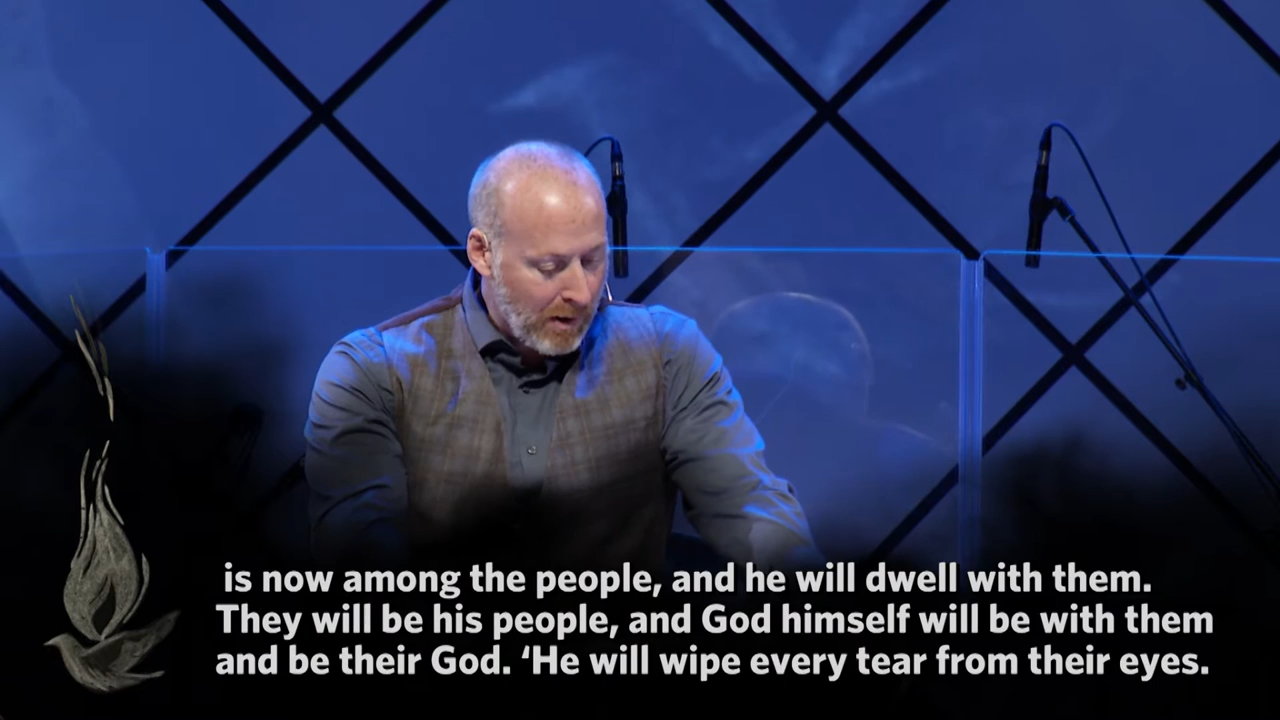 is now among the people, and he will dwell with them.
They will be his people, and God himself will be with them
and be their God. ‘He will wipe every tear from their eyes.